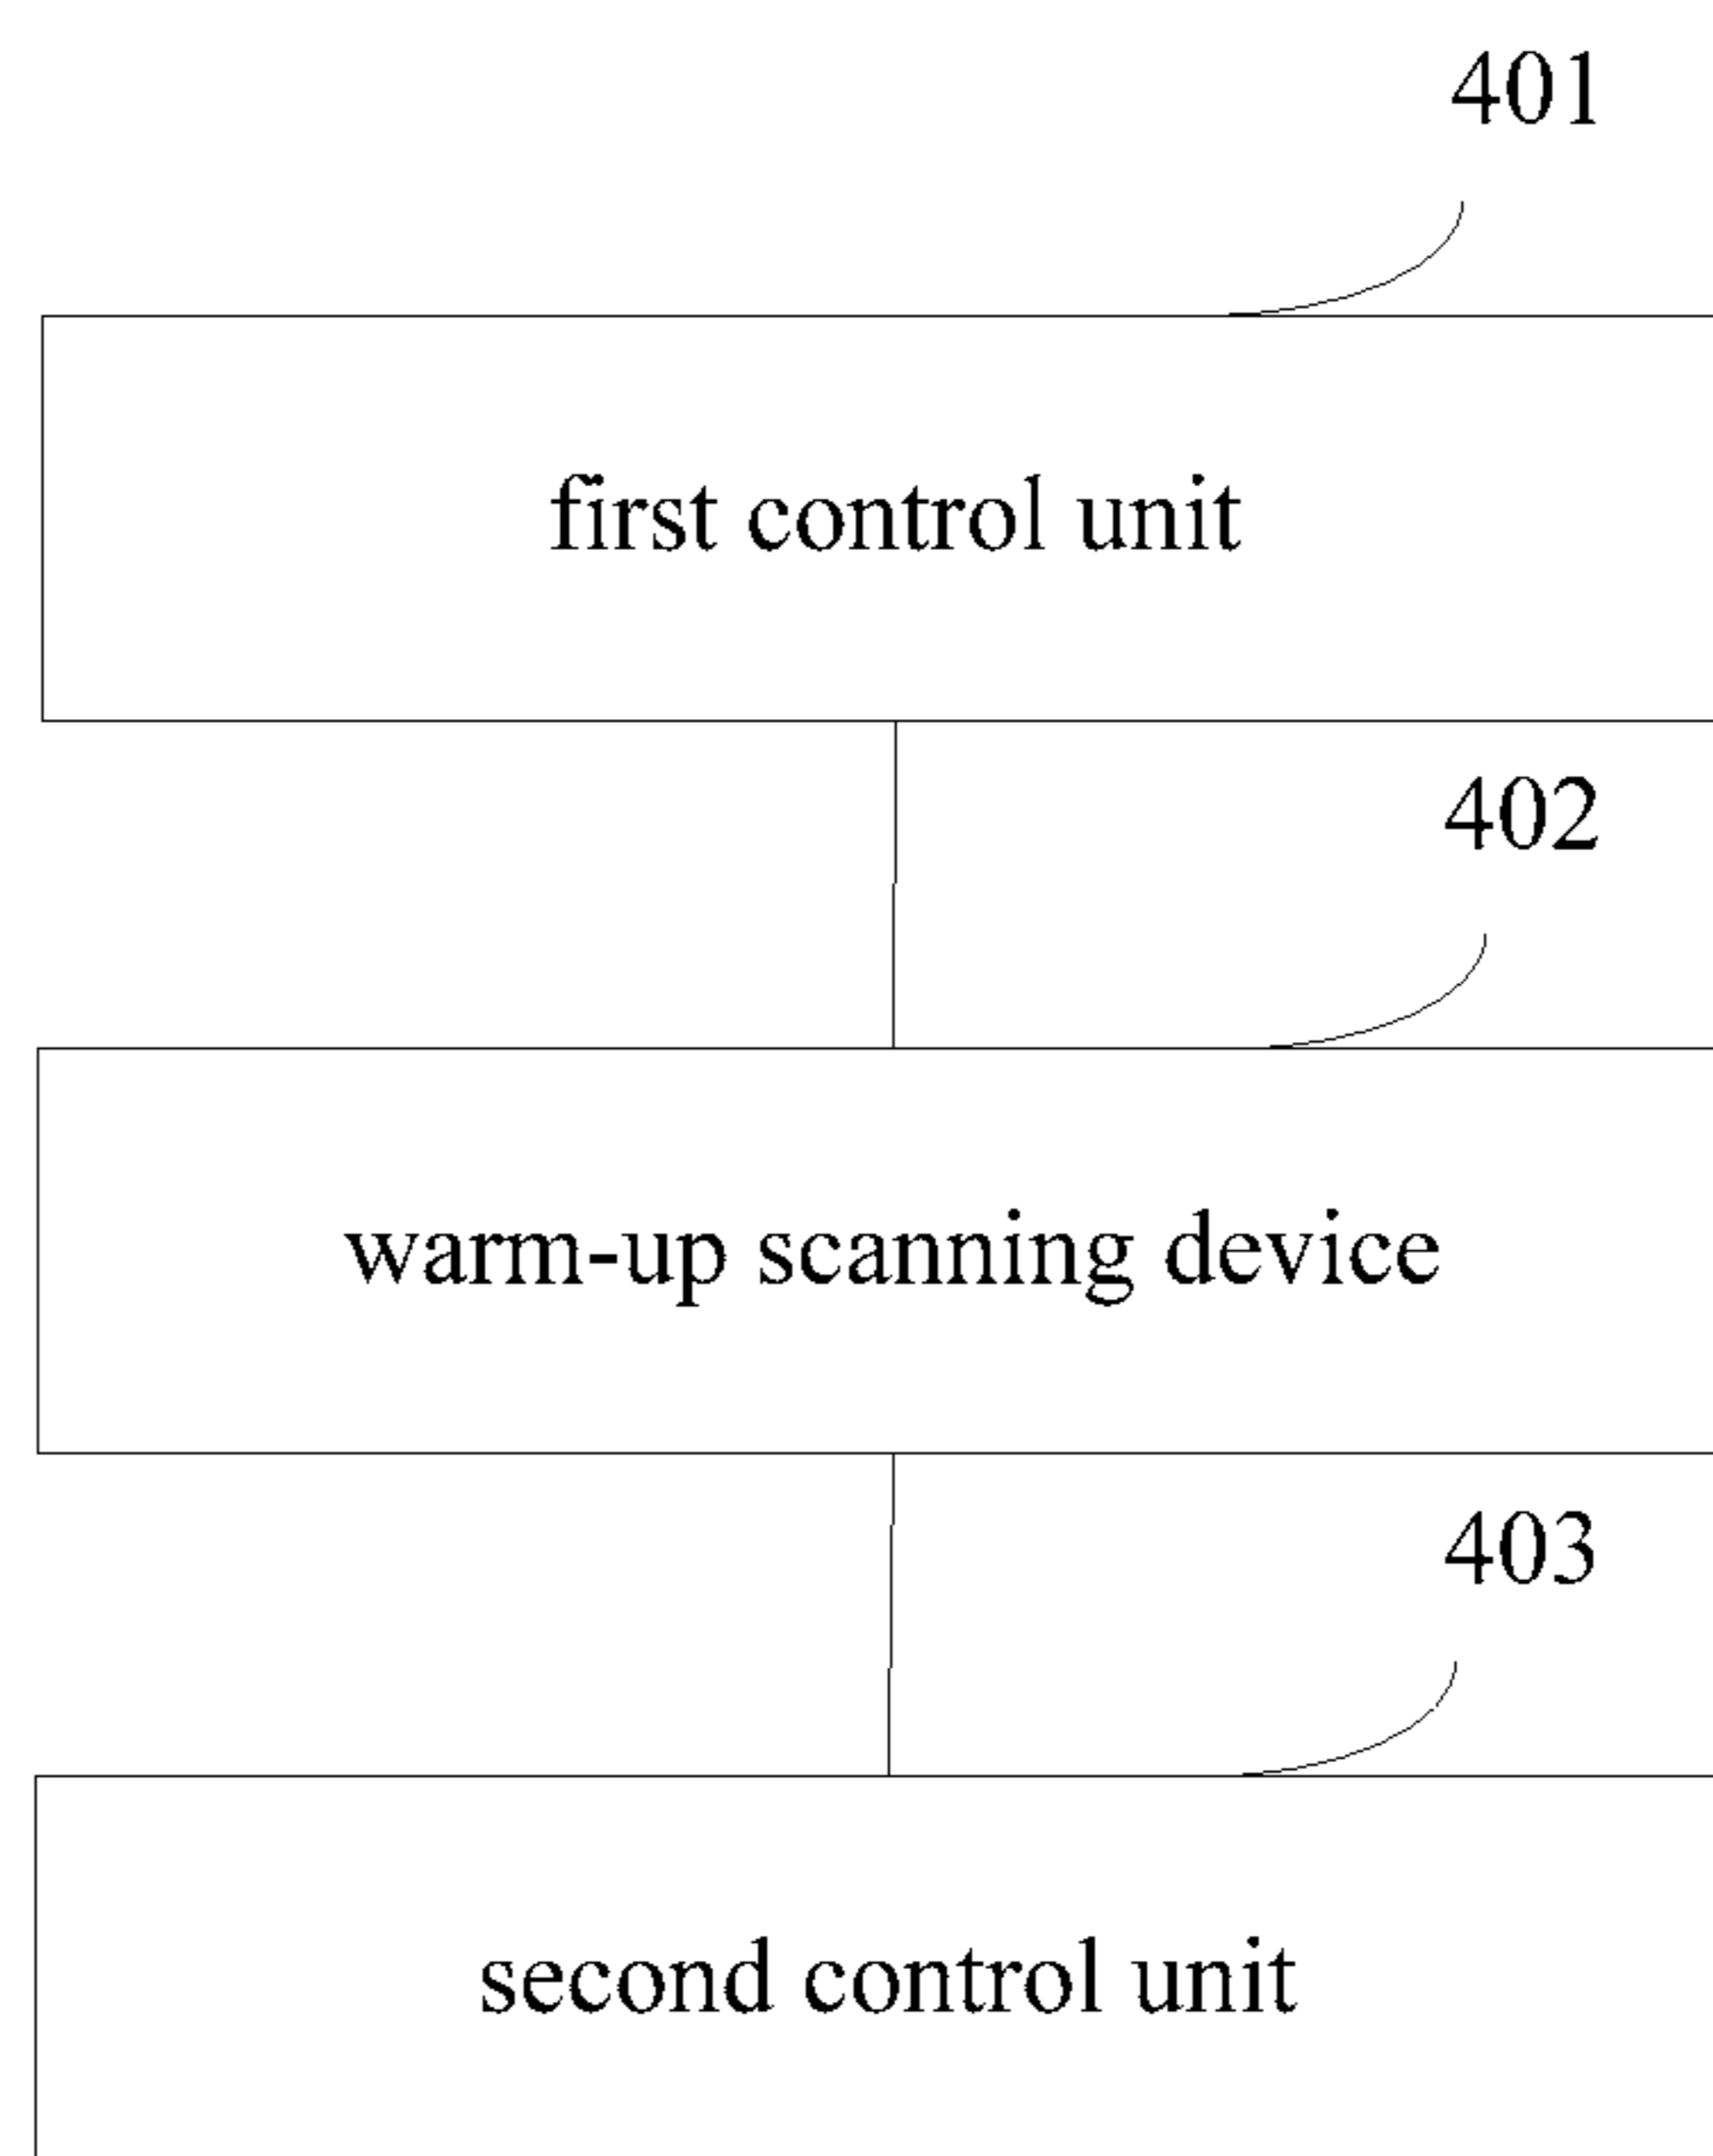 401
first control unit
402
warm-up scanning device
403
second control unit